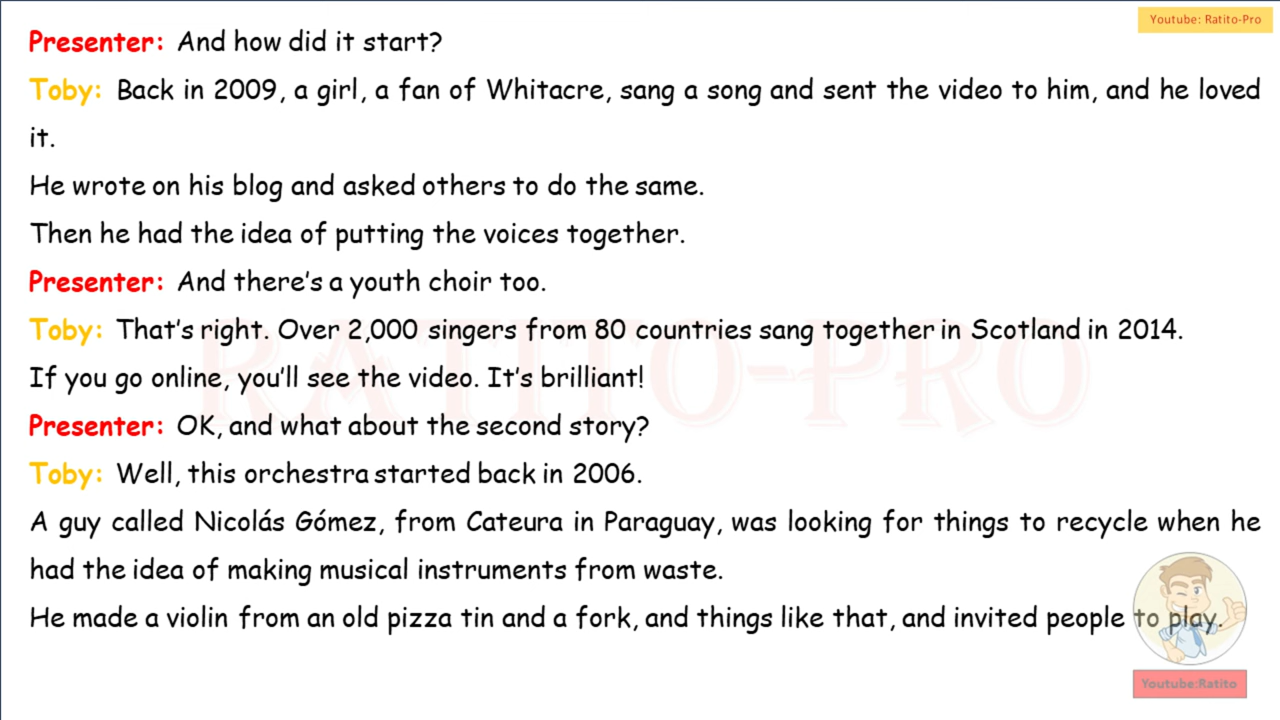 Youtube: Ratito-Pro
Presenter: And how did it start?
Toby: Back in 2009, a girl, a fan of Whitacre, sang a song and sent the video to him, and he loved
it.
He wrote on his blog and asked others to do the same.
Then he had the idea of putting the voices together.
Presenter: And there's a youth choir too.
Toby: That's right. Over 2,000 singers from 80 countries sang together in Scotland in 2014.
If you go online, you'll see the video. It's brilliant!
RATITO-PRO
Presenter: OK, and what about the second story?
Toby: Well, this orchestra started back in 2006.
A guy called Nicolás Gómez, from Cateura in Paraguay, was looking for things to recycle when he
had the idea of making musical instruments from waste.
He made a violin from an old pizza tin and a fork, and things like that, and invited people to play.
Youtube:Ratito